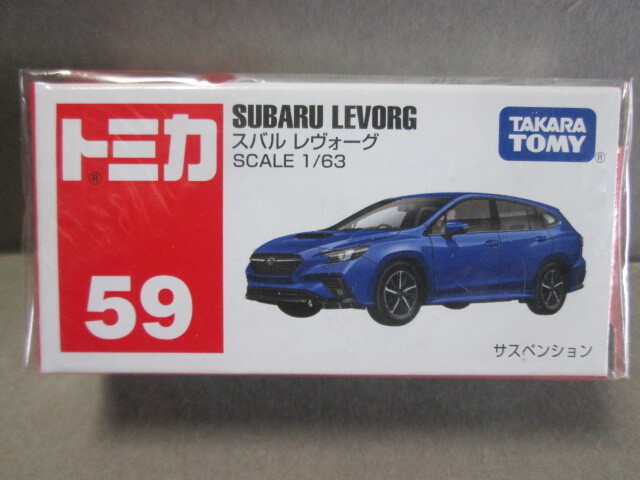 トミカ
®
59
SUBARU LEVORG
スバル レヴォーグ
SCALE 1/63
TAKARA
TOMY
®
サスペンション